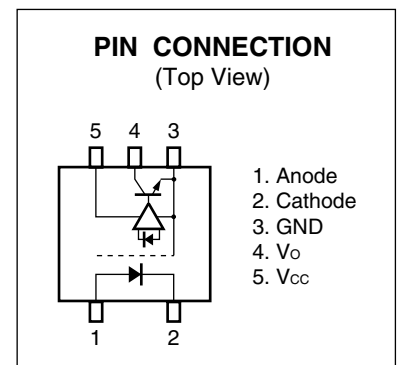 PIN CONNECTION
(Top View)
5 4 3
1. Anode
2. Cathode
3. GND
4. Vo
5. Vcc
1 2